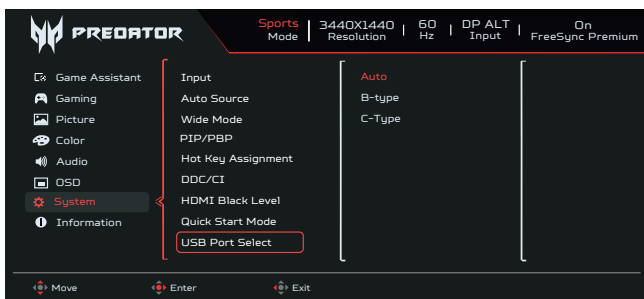 PREDATOR
Sports Mode
3440X1440 Resolution
60 Hz
DP ALT Input
On FreeSync Premium
Game Assistant
Gaming
Picture
Color
Audio
OSD
System
Information
Input
Auto Source
Wide Mode
PIP/PBP
Hot Key Assignment
DDC/CI
HDMI Black Level
Quick Start Mode
USB Port Select
Auto
B-type
C-Type
Move
Enter
Exit